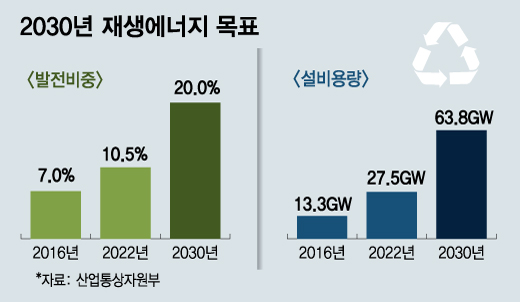 2030년 재생에너지 목표
〈발전비중〉
7.0%
10.5%
20.0%
2016년
2022년
2030년
〈설비용량〉
13.3GW
27.5GW
63.8GW
2016년
2022년
2030년
*자료: 산업통상자원부